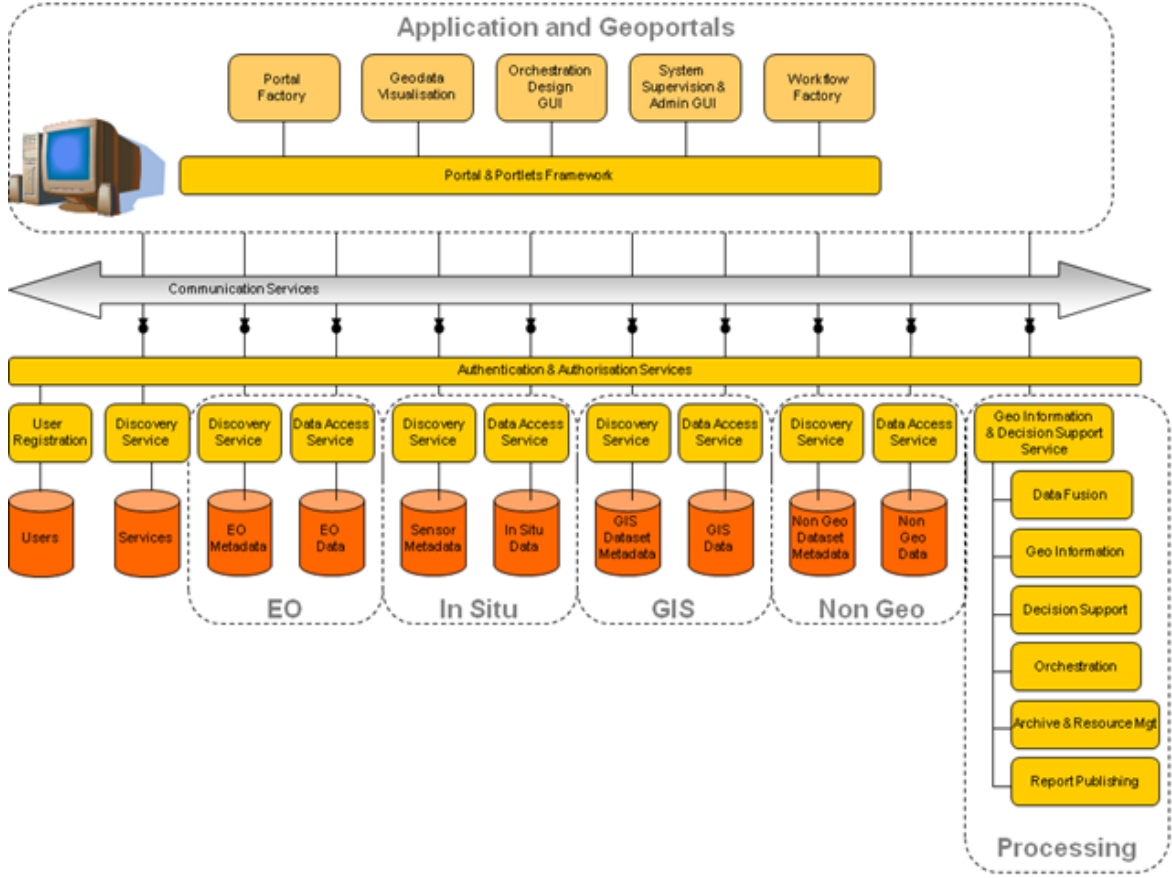 Application and Geoportals
Portal
Factory
Geodata
Visualisation
Orchestration
Design
GUI
System
Supervision &
Admin GUI
Workflow
Factory
Portal & Portlets Framework
Communication Services
Authentication & Authorisation Services
User
Registration
Discovery
Service
Discovery
Service
Data Access
Service
Discovery
Service
Data Access
Service
Discovery
Service
Data Access
Service
Discovery
Service
Data Access
Service
Geo Information
& Decision Support
Service
Users
Services
EO
Metadata
EO
Data
Sensor
Metadata
In Situ
Data
GIS
Dataset
Metadata
GIS
Data
Non Geo
Dataset
Metadata
Non
Geo
Data
EO
In Situ
GIS
Non Geo
Data Fusion
Geo Information
Decision Support
Orchestration
Archive & Resource Mgt
Report Publishing
Processing